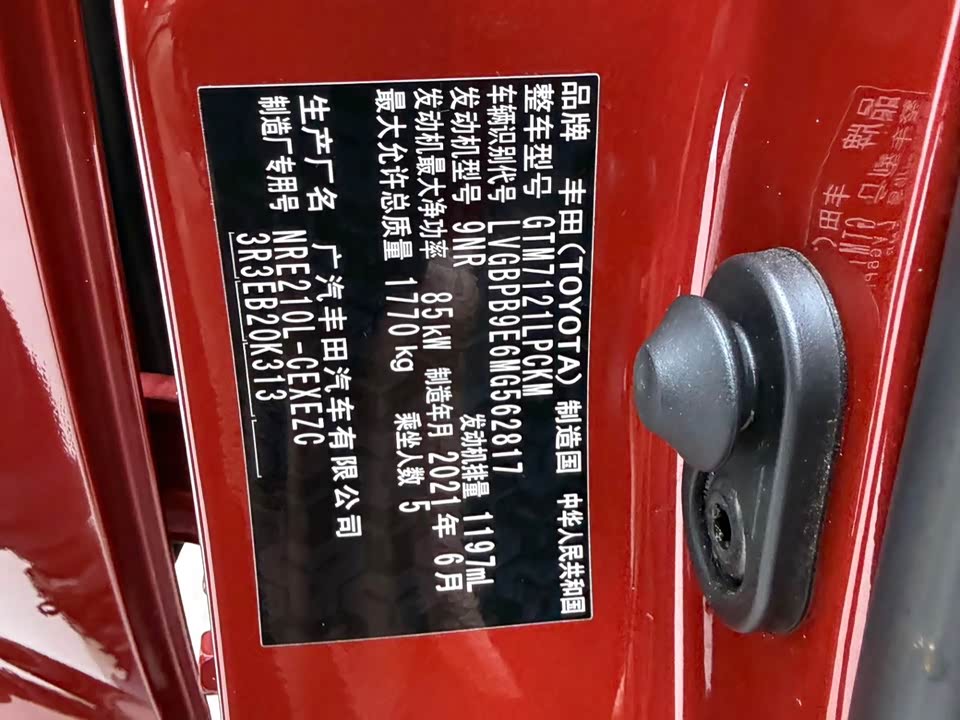 品牌 丰田(TOYOTA) 制造国 中华人民共和国
整车型号 GTM7121LPCKM
车辆识别代号 LVGBPB9E6MG562817
发动机型号 9NR 发动机排量 1197mL
发动机最大净功率 85kW 制造年月 2021年 6月
最大允许总质量 1770kg 乘坐人数 5
生产厂名 广汽丰田汽车有限公司
制造厂专用号 NRE210L-CEXEZC
3R3EB20K313